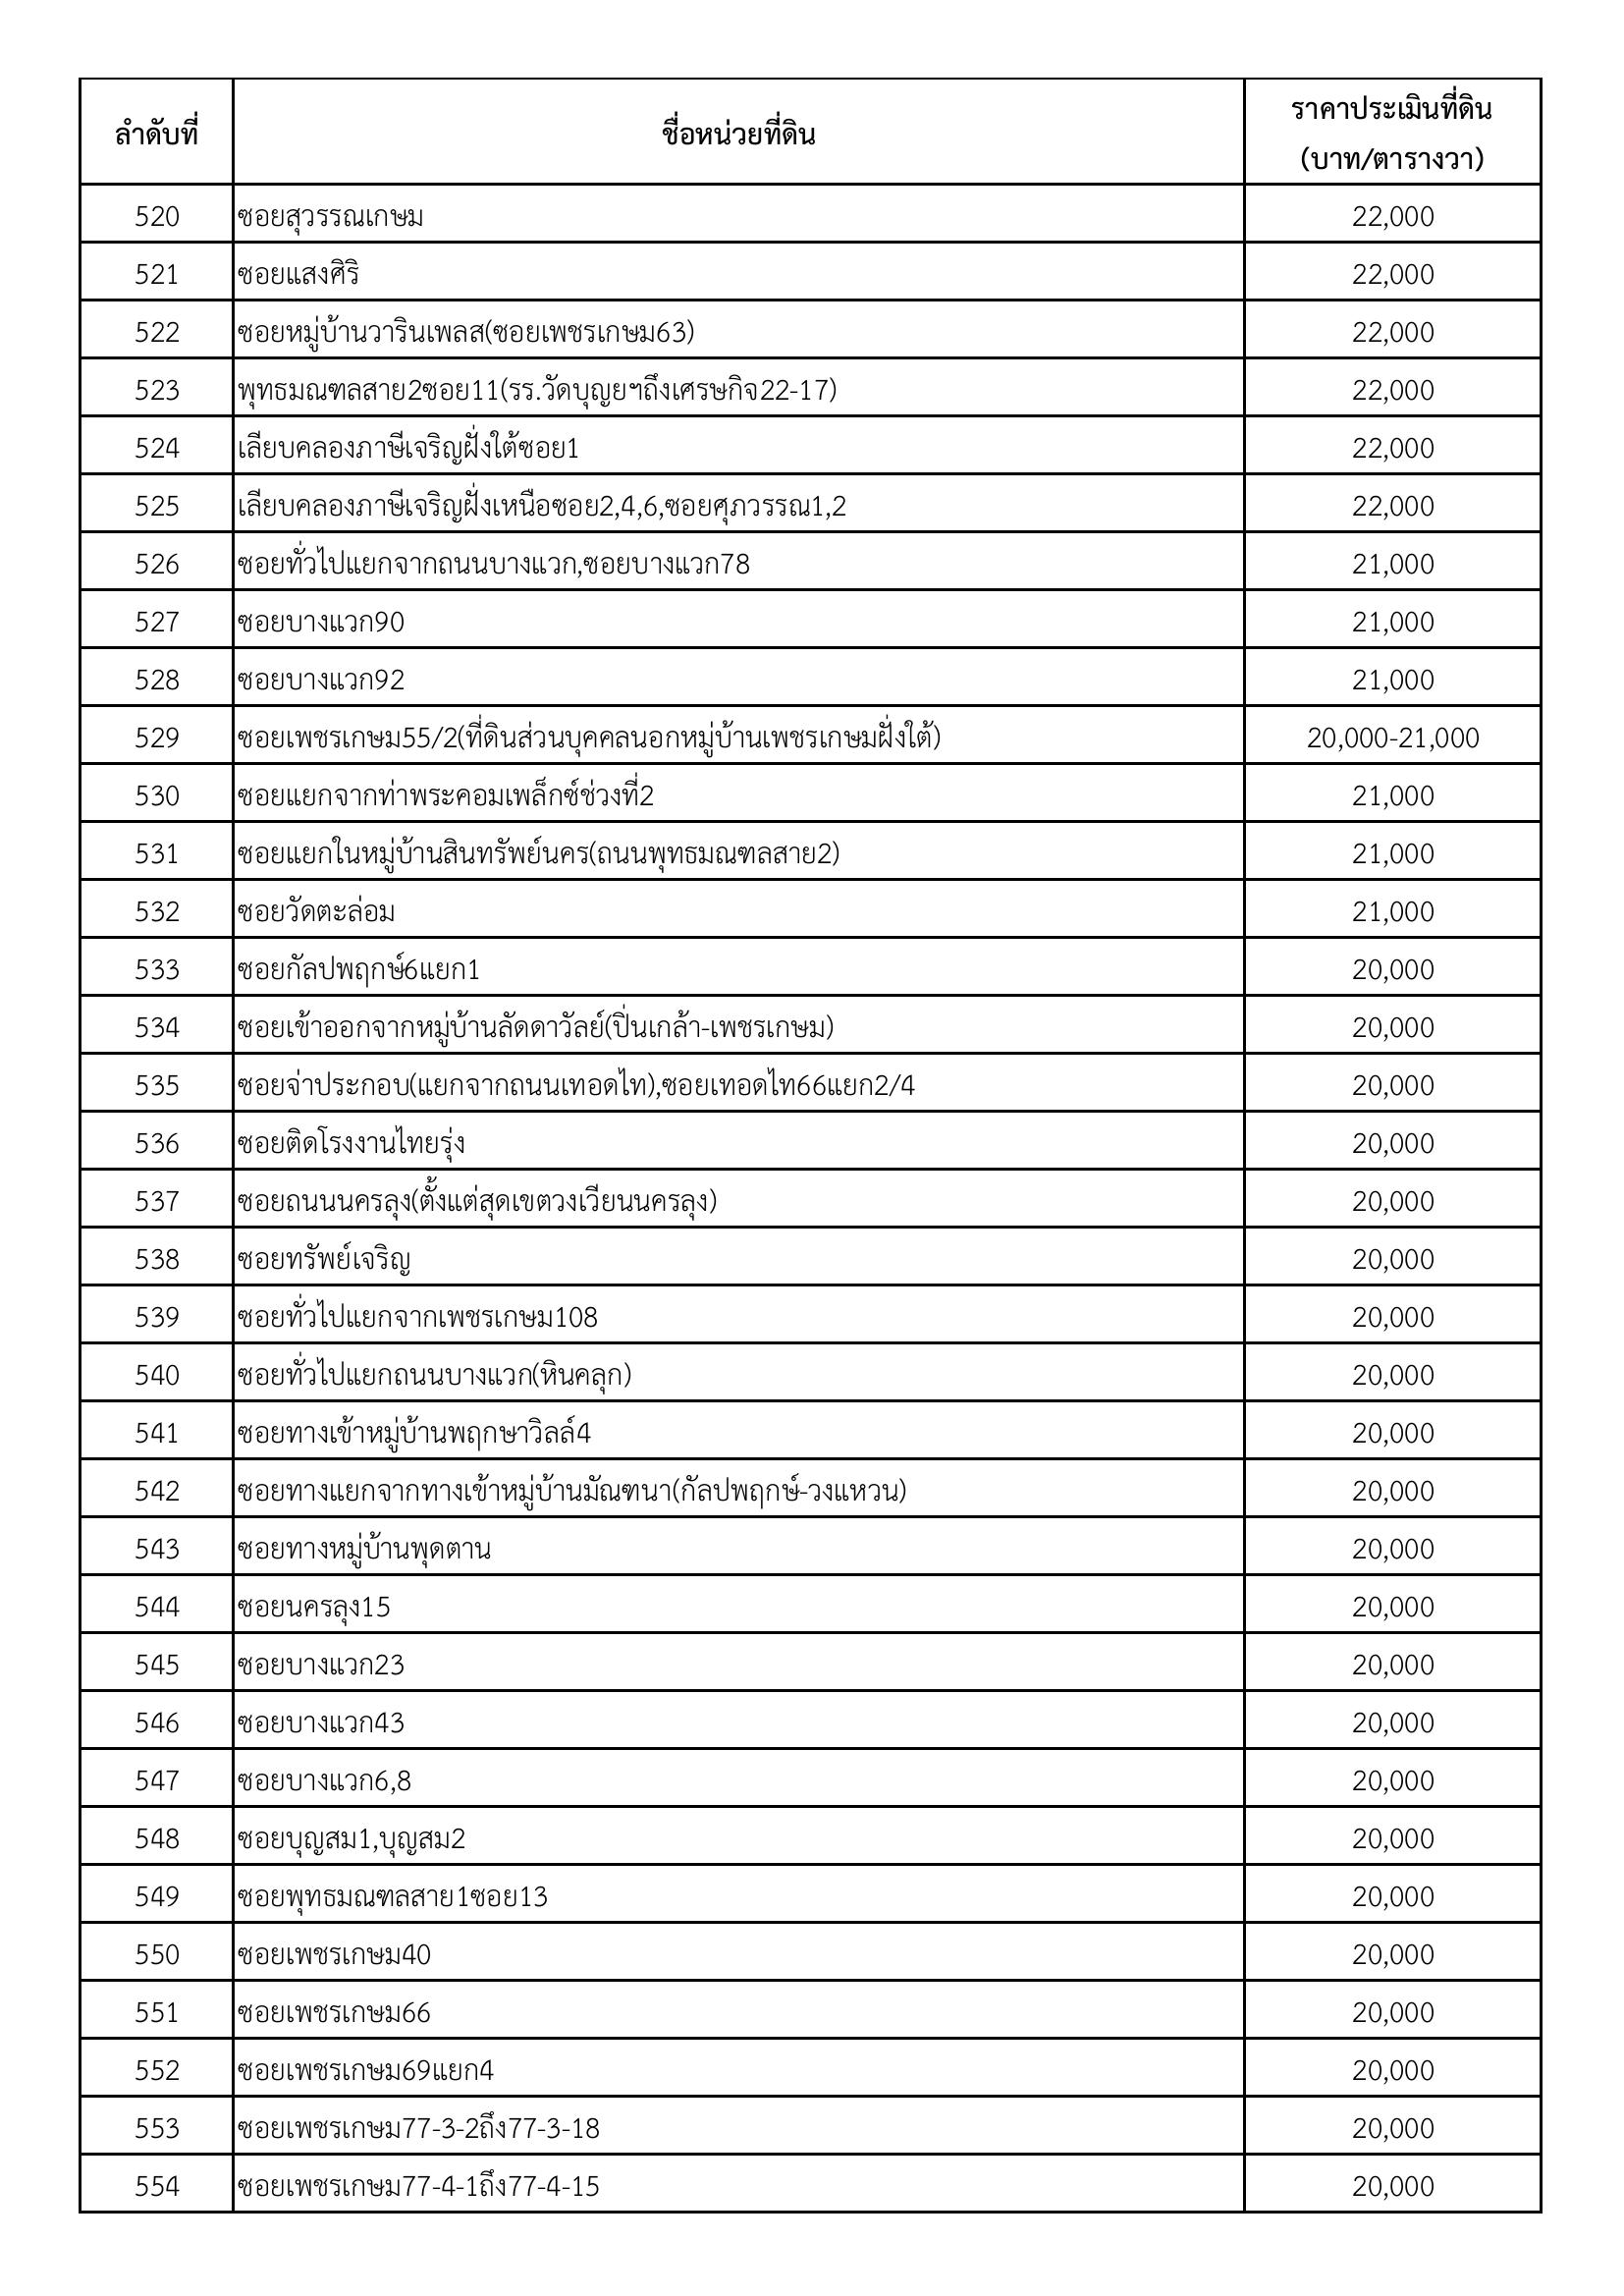 ลำดับที่ ชื่อหน่วยที่ดิน ราคาประเมินที่ดิน (บาท/ตารางวา)
520 ซอยสุวรรณเกษม 22,000
521 ซอยแสงศิริ 22,000
522 ซอยหมู่บ้านวารินเพลส(ซอยเพชรเกษม63) 22,000
523 พุทธมณฑลสาย2ซอย11(รร.วัดบุญยฯถึงเศรษกิจ22-17) 22,000
524 เลียบคลองภาษีเจริญฝั่งใต้ซอย1 22,000
525 เลียบคลองภาษีเจริญฝั่งเหนือซอย2,4,6,ซอยศุภวรรณ1,2 22,000
526 ซอยทั่วไปแยกจากถนนบางแวก,ซอยบางแวก78 21,000
527 ซอยบางแวก90 21,000
528 ซอยบางแวก92 21,000
529 ซอยเพชรเกษม55/2(ที่ดินส่วนบุคคลนอกหมู่บ้านเพชรเกษมฝั่งใต้) 20,000-21,000
530 ซอยแยกจากท่าพระคอมเพล็กซ์ช่วงที่2 21,000
531 ซอยแยกในหมู่บ้านสินทรัพย์นคร(ถนนพุทธมณฑลสาย2) 21,000
532 ซอยวัดตะล่อม 21,000
533 ซอยกัลปพฤกษ์6แยก1 20,000
534 ซอยเข้าออกจากหมู่บ้านลัดดาวัลย์(ปิ่นเกล้า-เพชรเกษม) 20,000
535 ซอยจ่าประกอบ(แยกจากถนนเทอดไท),ซอยเทอดไท66แยก2/4 20,000
536 ซอยติดโรงงานไทยรุ่ง 20,000
537 ซอยถนนนครลุง(ตั้งแต่สุดเขตวงเวียนนครลุง) 20,000
538 ซอยทรัพย์เจริญ 20,000
539 ซอยทั่วไปแยกจากเพชรเกษม108 20,000
540 ซอยทั่วไปแยกถนนบางแวก(หินคลุก) 20,000
541 ซอยทางเข้าหมู่บ้านพฤกษาวิลล์4 20,000
542 ซอยทางแยกจากทางเข้าหมู่บ้านมัณฑนา(กัลปพฤกษ์-วงแหวน) 20,000
543 ซอยทางหมู่บ้านพุดตาน 20,000
544 ซอยนครลุง15 20,000
545 ซอยบางแวก23 20,000
546 ซอยบางแวก43 20,000
547 ซอยบางแวก6,8 20,000
548 ซอยบุญสม1,บุญสม2 20,000
549 ซอยพุทธมณฑลสาย1ซอย13 20,000
550 ซอยเพชรเกษม40 20,000
551 ซอยเพชรเกษม66 20,000
552 ซอยเพชรเกษม69แยก4 20,000
553 ซอยเพชรเกษม77-3-2ถึง77-3-18 20,000
554 ซอยเพชรเกษม77-4-1ถึง77-4-15 20,000